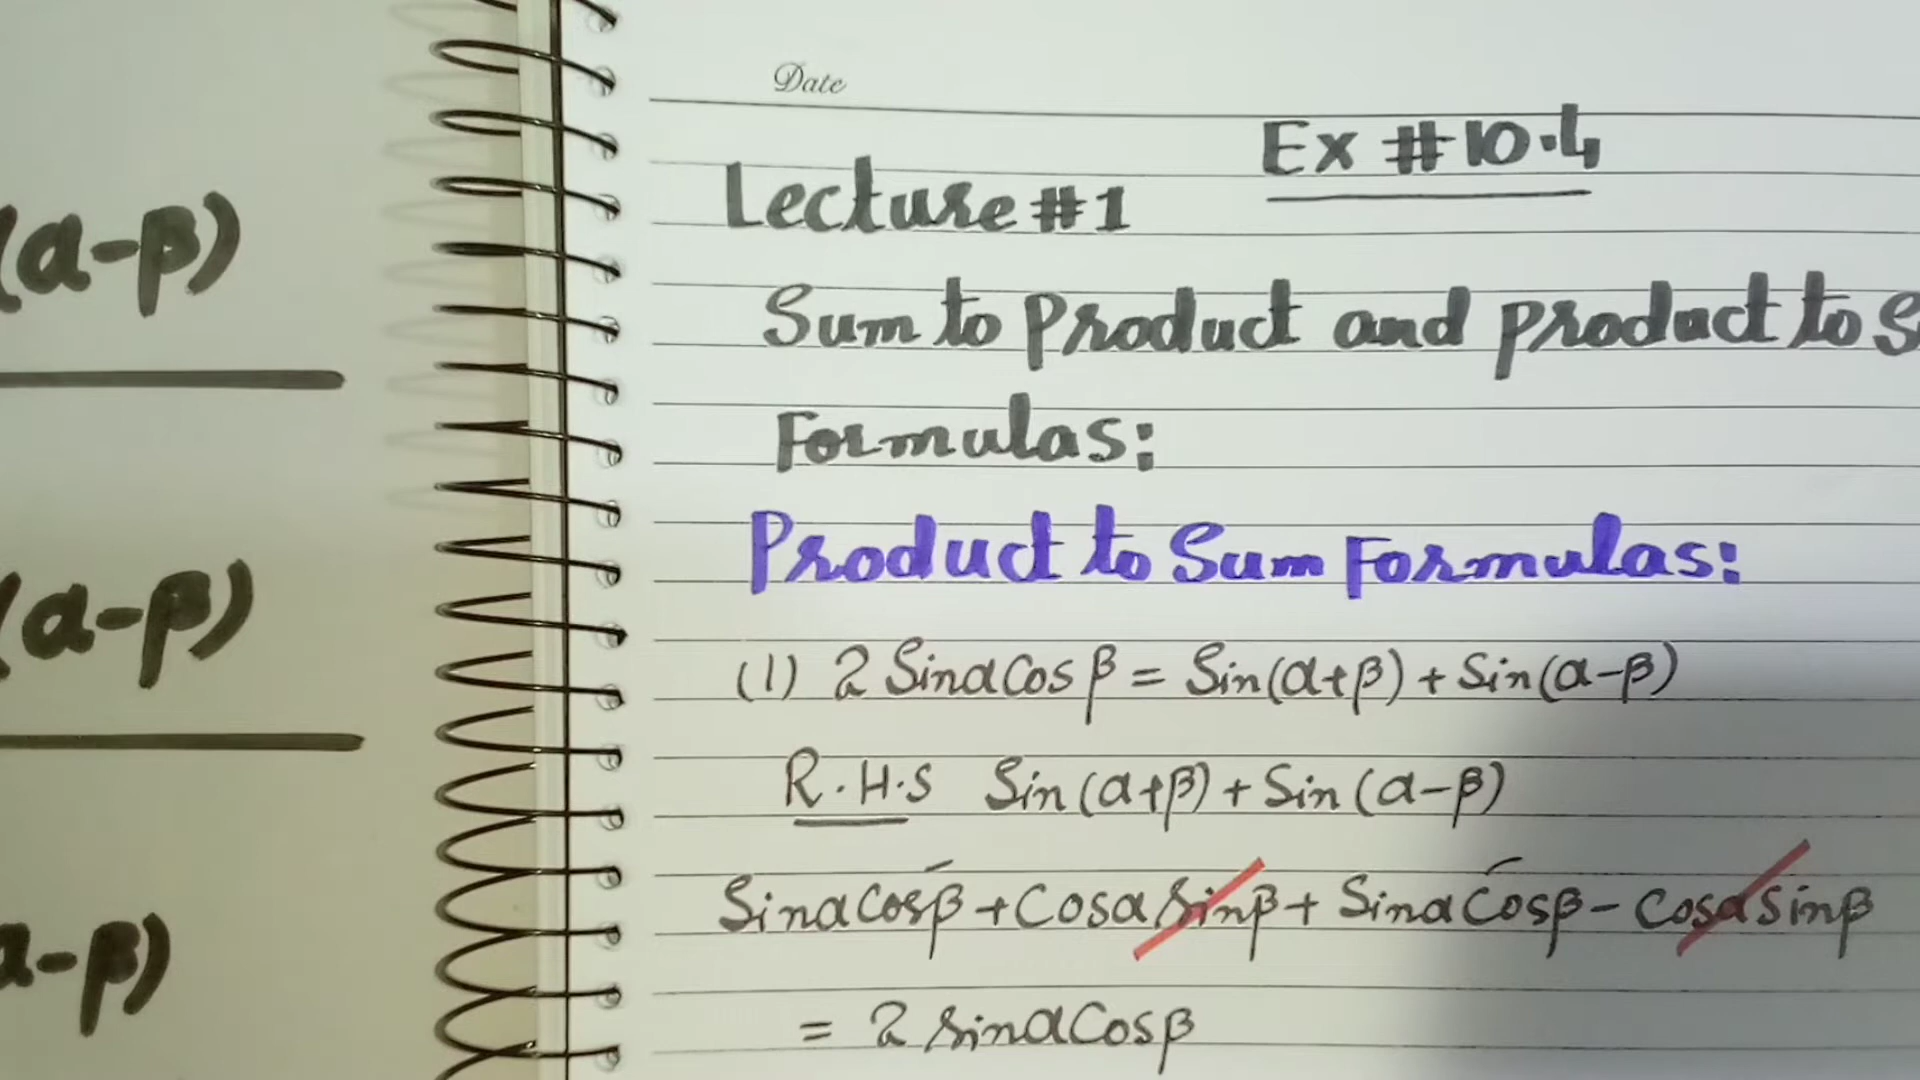 (α-β)
(α-β)
α-β)
Date
Ex #10.4
Lecture #1
Sum to Product and product to S
Formulas:
Product to Sum Formulas:
(1) 2 Sinα Cos β = Sin(α+β) + Sin(α-β)
R.H.S Sin (α+β) + Sin (α-β)
Sinα Cosβ + Cosα Sinβ + Sinα Cosβ - Cosα Sinβ
= 2 sinα Cosβ